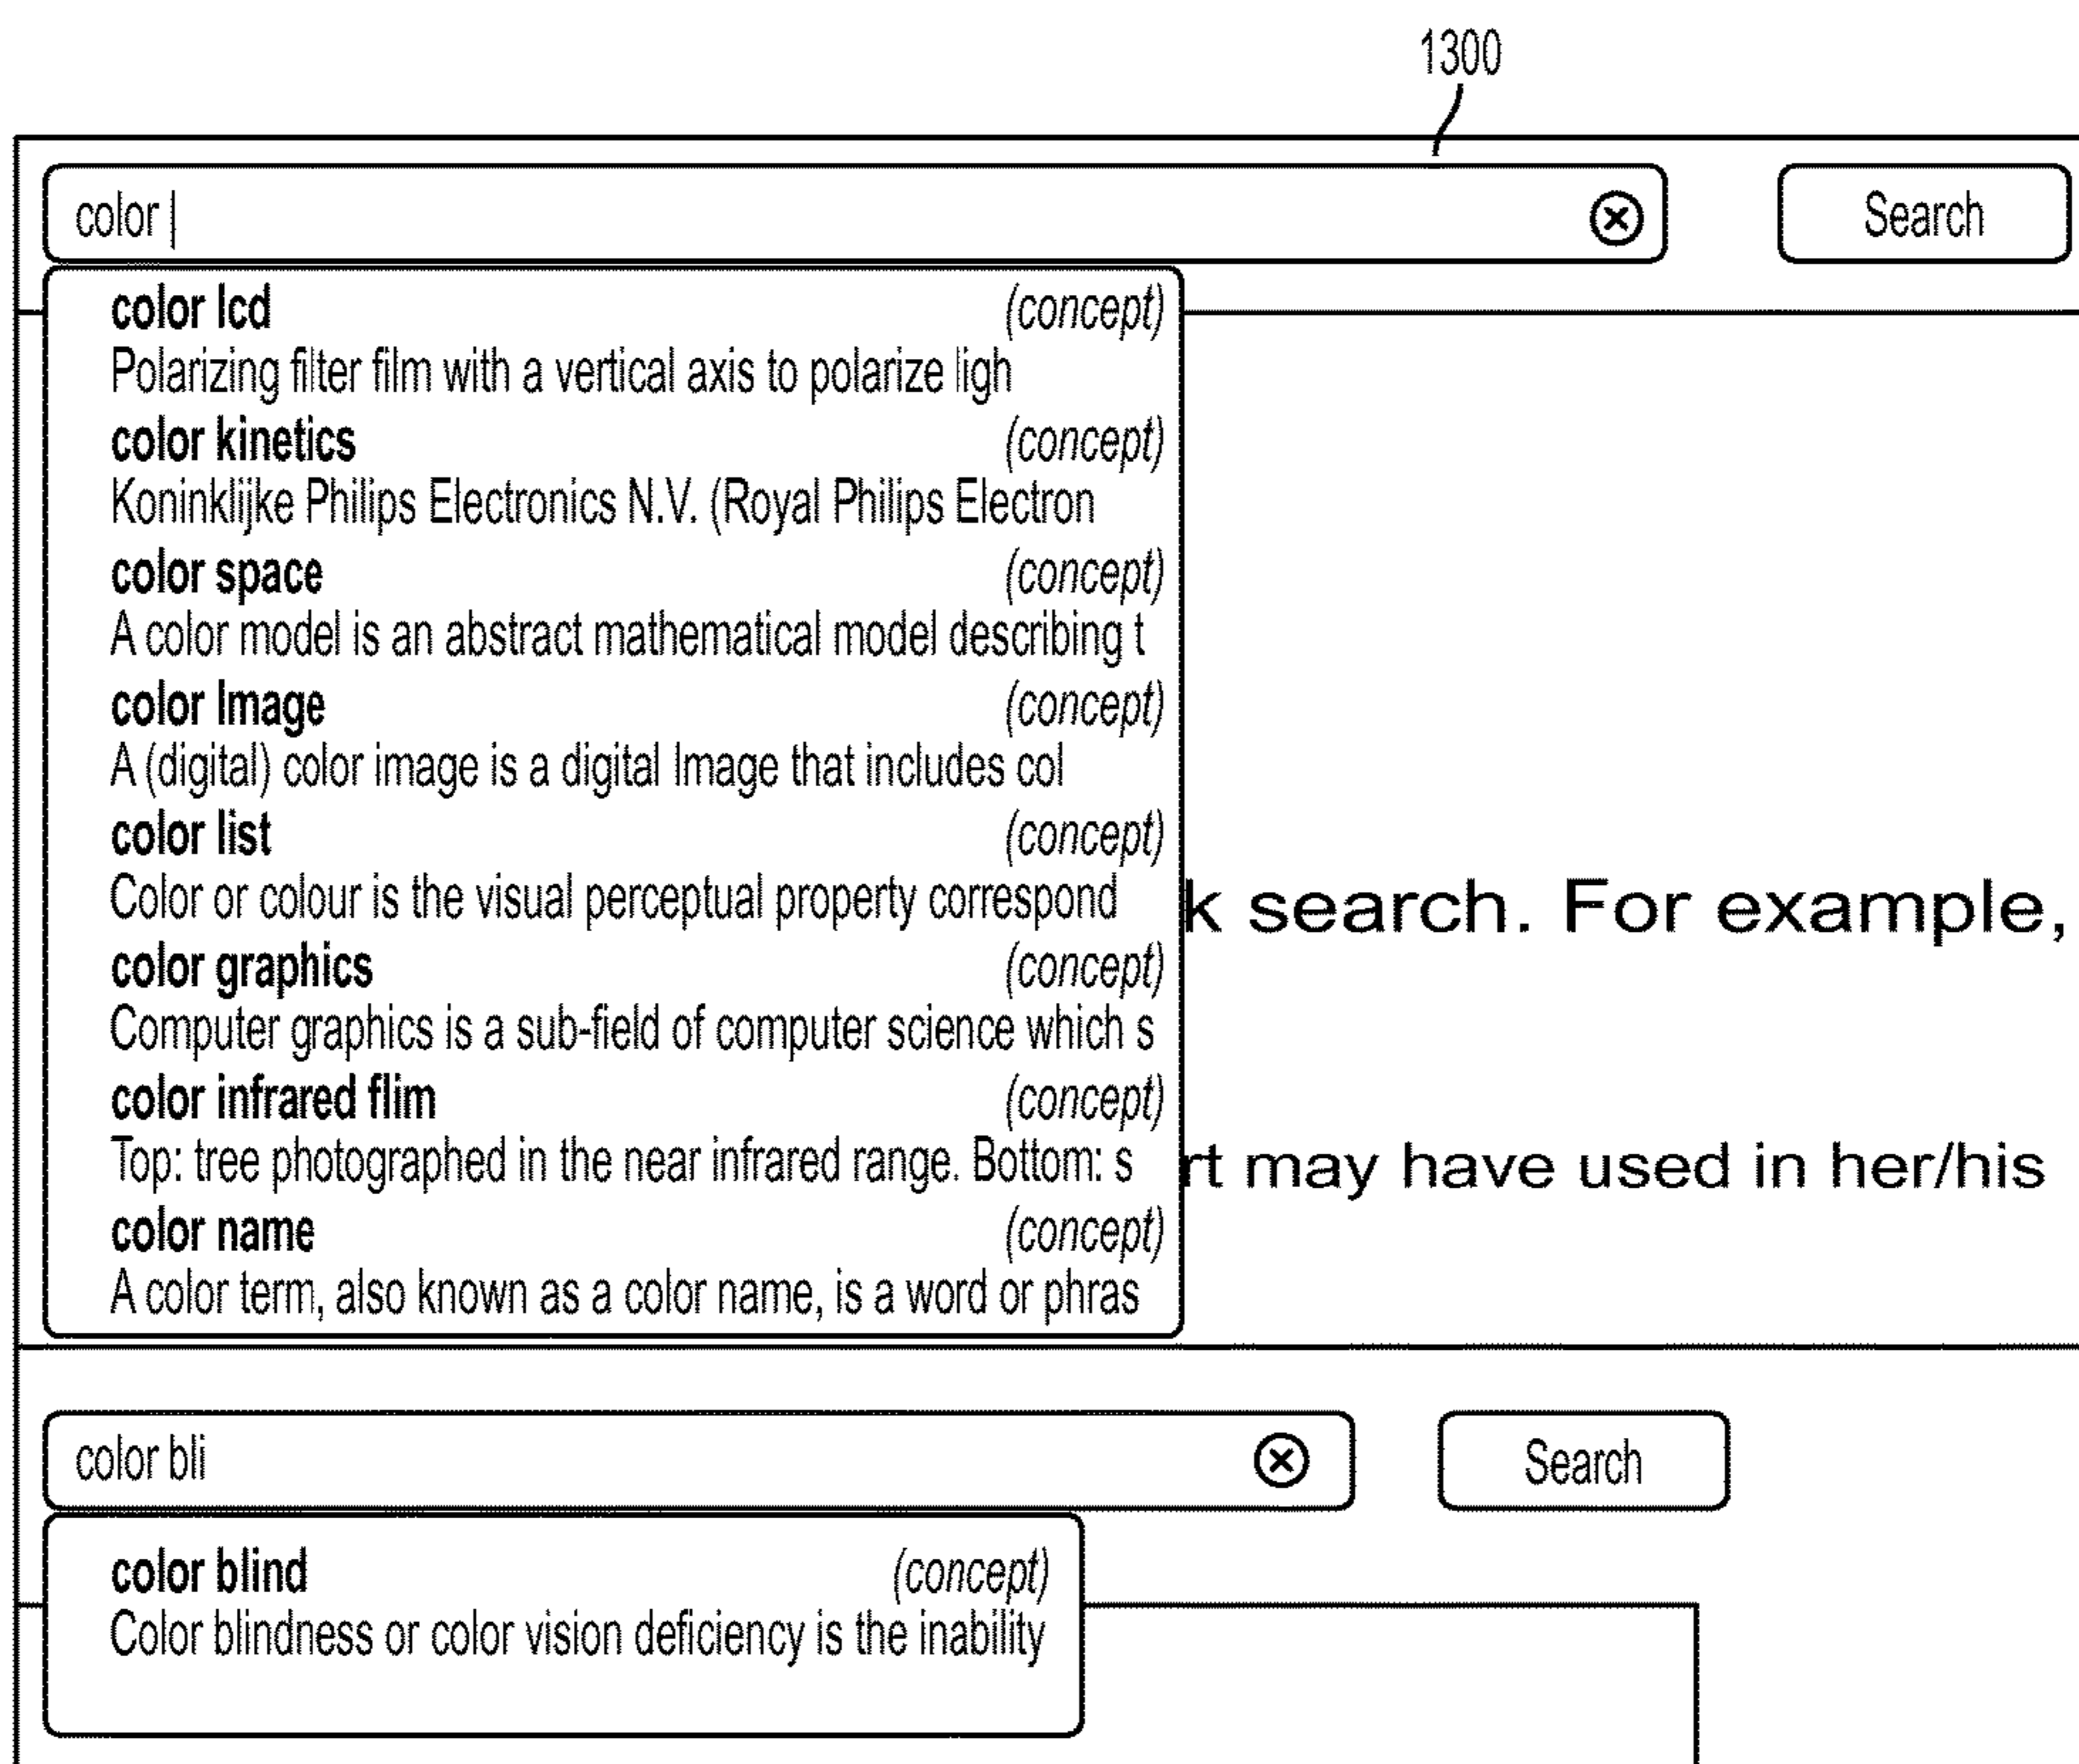 1300
color |
Search
color lcd (concept)
Polarizing filter film with a vertical axis to polarize ligh
color kinetics (concept)
Koninklijke Philips Electronics N.V. (Royal Philips Electron
color space (concept)
A color model is an abstract mathematical model describing t
color Image (concept)
A (digital) color image is a digital Image that includes col
color list (concept)
Color or colour is the visual perceptual property correspond
k search. For example,
color graphics (concept)
Computer graphics is a sub-field of computer science which s
color infrared flim (concept)
Top: tree photographed in the near infrared range. Bottom: s
rt may have used in her/his
color name (concept)
A color term, also known as a color name, is a word or phras
color bli
Search
color blind (concept)
Color blindness or color vision deficiency is the inability